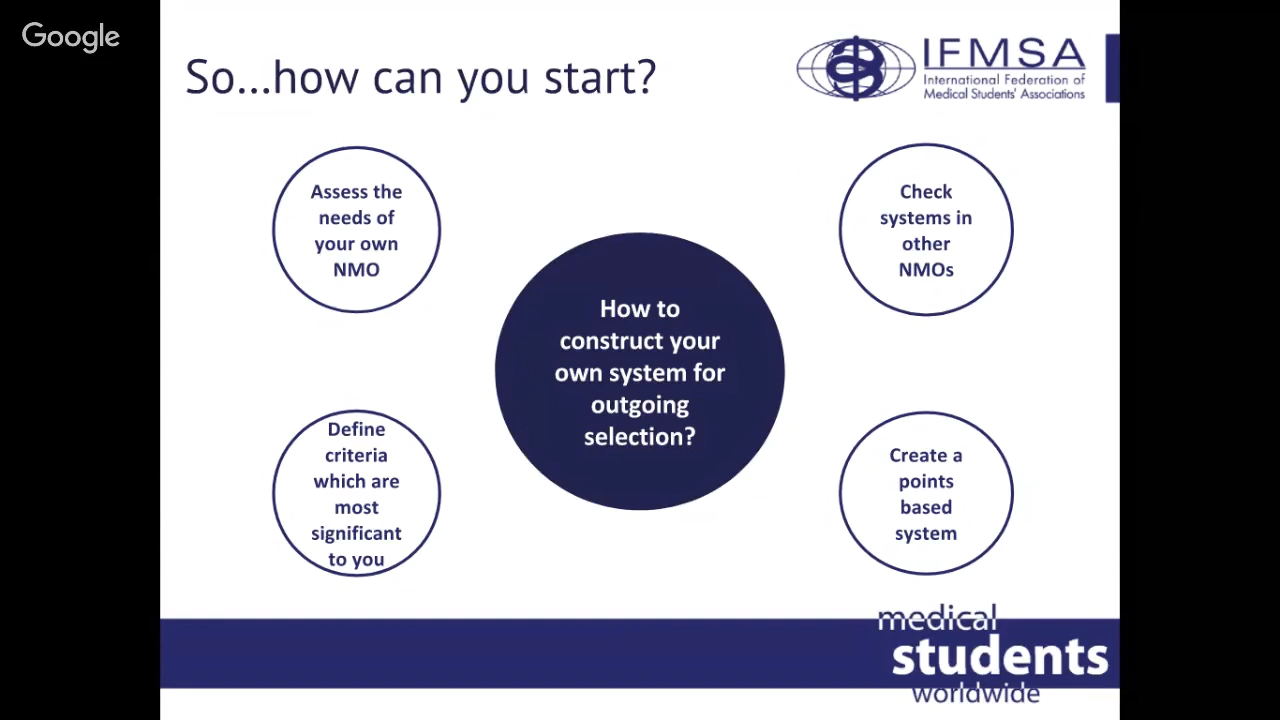 Google
So...how can you start?
IFMSA
International Federation of
Medical Students' Associations
Assess the
needs of
your own
NMO
Check
systems in
other
NMOs
How to
construct your
own system for
outgoing
selection?
Define
criteria
which are
most
significant
to you
Create a
points
based
system
medical
students
worldwide